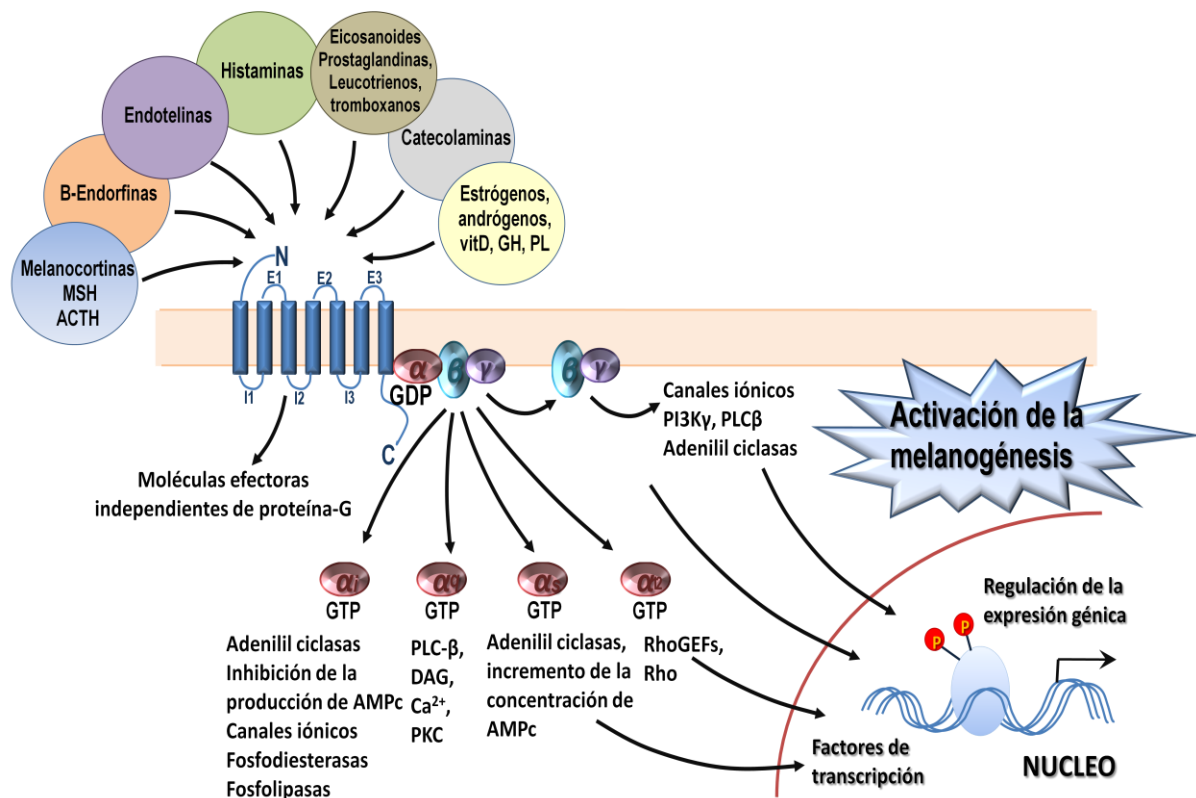 Eicosanoides
Prostaglandinas,
Leucotrienos,
tromboxanos
Histaminas
Endotelinas
Catecolaminas
B-Endorfinas
Estrógenos,
andrógenos,
vitD, GH, PL
Melanocortinas
MSH
ACTH
N
E1
E2
E3
I1
I2
I3
C
α
β
γ
GDP
β
γ
Canales iónicos
PI3Kγ, PLCβ
Adenilil ciclasas
Activación de la
melanogénesis
Moléculas efectoras
independientes de proteína-G
αi
GTP
Adenilil ciclasas
Inhibición de la
producción de AMPc
Canales iónicos
Fosfodiesterasas
Fosfolipasas
αq
GTP
PLC-β,
DAG,
Ca²⁺,
PKC
αs
GTP
Adenilil ciclasas,
incremento de la
concentración de
AMPc
α12
GTP
RhoGEFs,
Rho
Regulación de la
expresión génica
P
P
Factores de
transcripción
NUCLEO